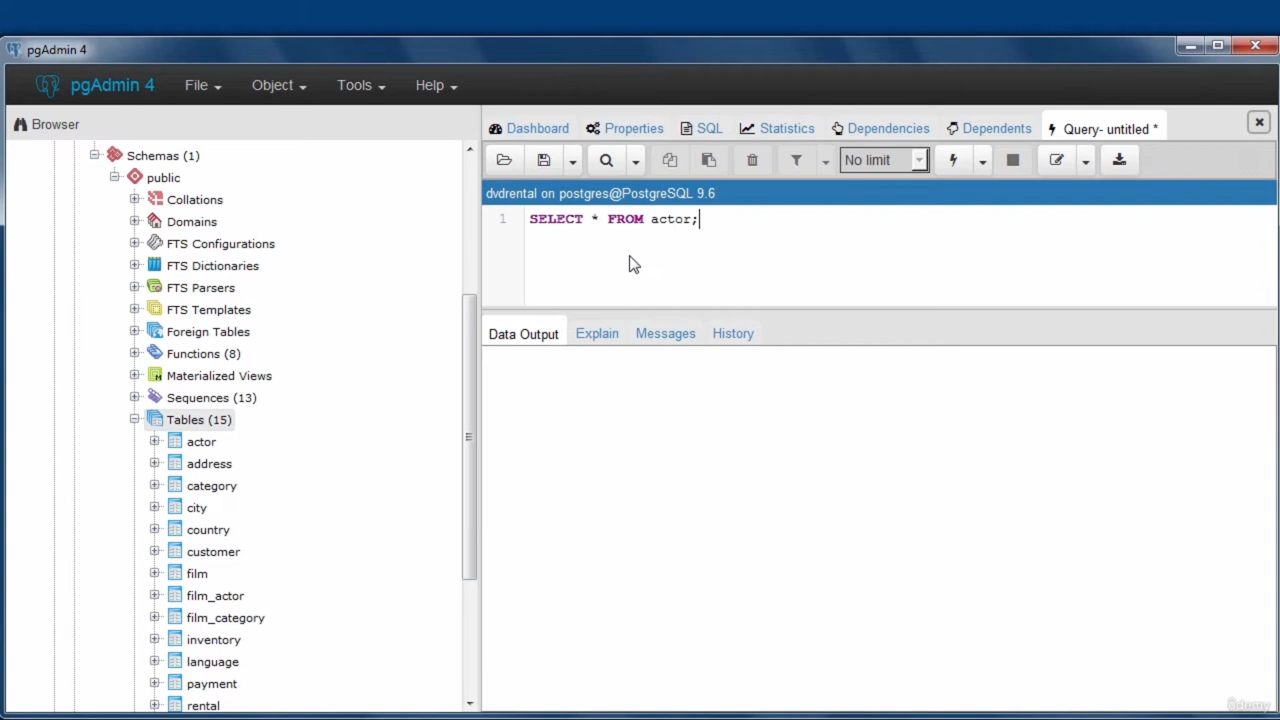 pgAdmin 4
pgAdmin 4 File Object Tools Help
Browser
Dashboard Properties SQL Statistics Dependencies Dependents Query- untitled *
No limit
dvdrental on postgres@PostgreSQL 9.6
1 SELECT * FROM actor;
Data Output Explain Messages History
Schemas (1)
public
Collations
Domains
FTS Configurations
FTS Dictionaries
FTS Parsers
FTS Templates
Foreign Tables
Functions (8)
Materialized Views
Sequences (13)
Tables (15)
actor
address
category
city
country
customer
film
film_actor
film_category
inventory
language
payment
rental
Udemy